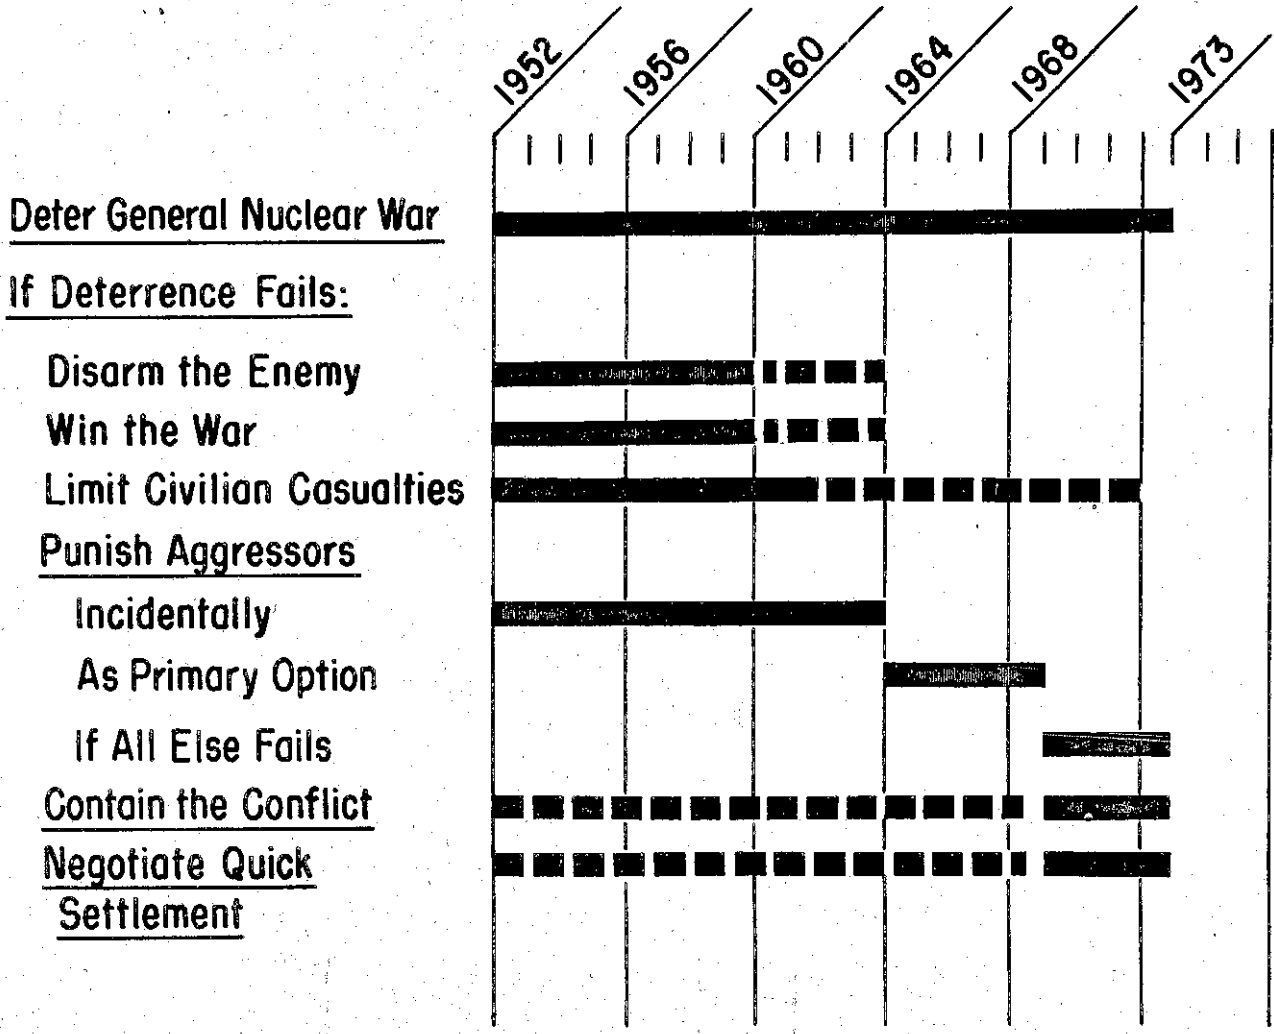 1952 1956 1960 1964 1968 1973
Deter General Nuclear War
If Deterrence Fails:
Disarm the Enemy
Win the War
Limit Civilian Casualties
Punish Aggressors
Incidentally
As Primary Option
If All Else Fails
Contain the Conflict
Negotiate Quick
Settlement